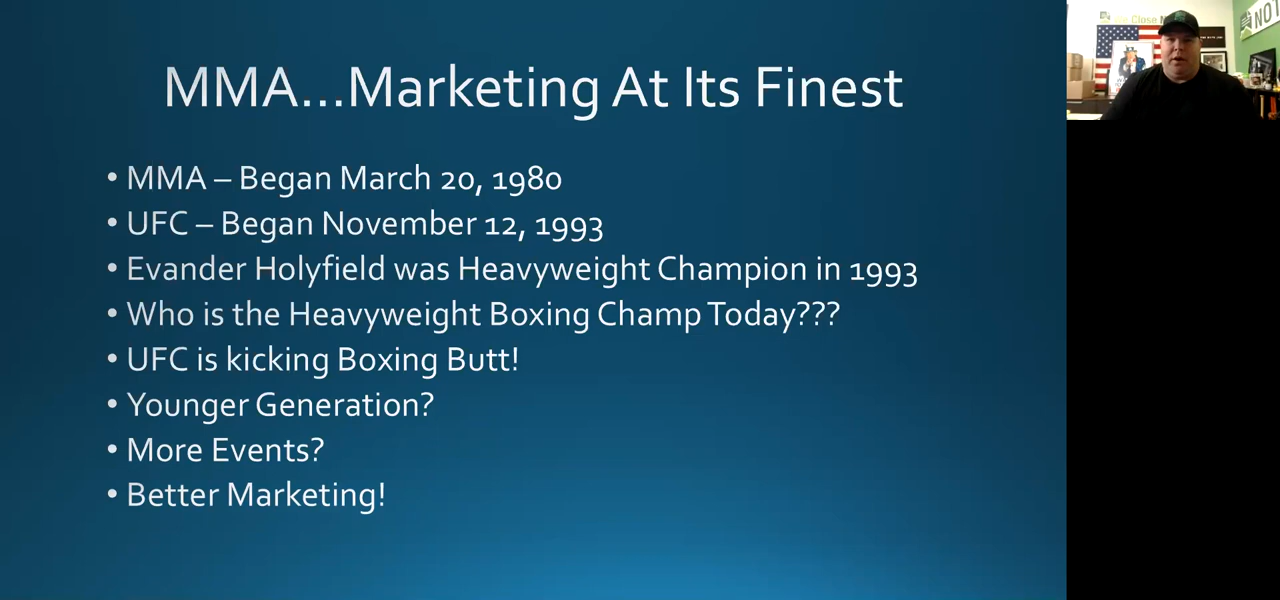 MMA...Marketing At Its Finest
• MMA – Began March 20, 1980
• UFC – Began November 12, 1993
• Evander Holyfield was Heavyweight Champion in 1993
• Who is the Heavyweight Boxing Champ Today???
• UFC is kicking Boxing Butt!
• Younger Generation?
• More Events?
• Better Marketing!
Close
NOT